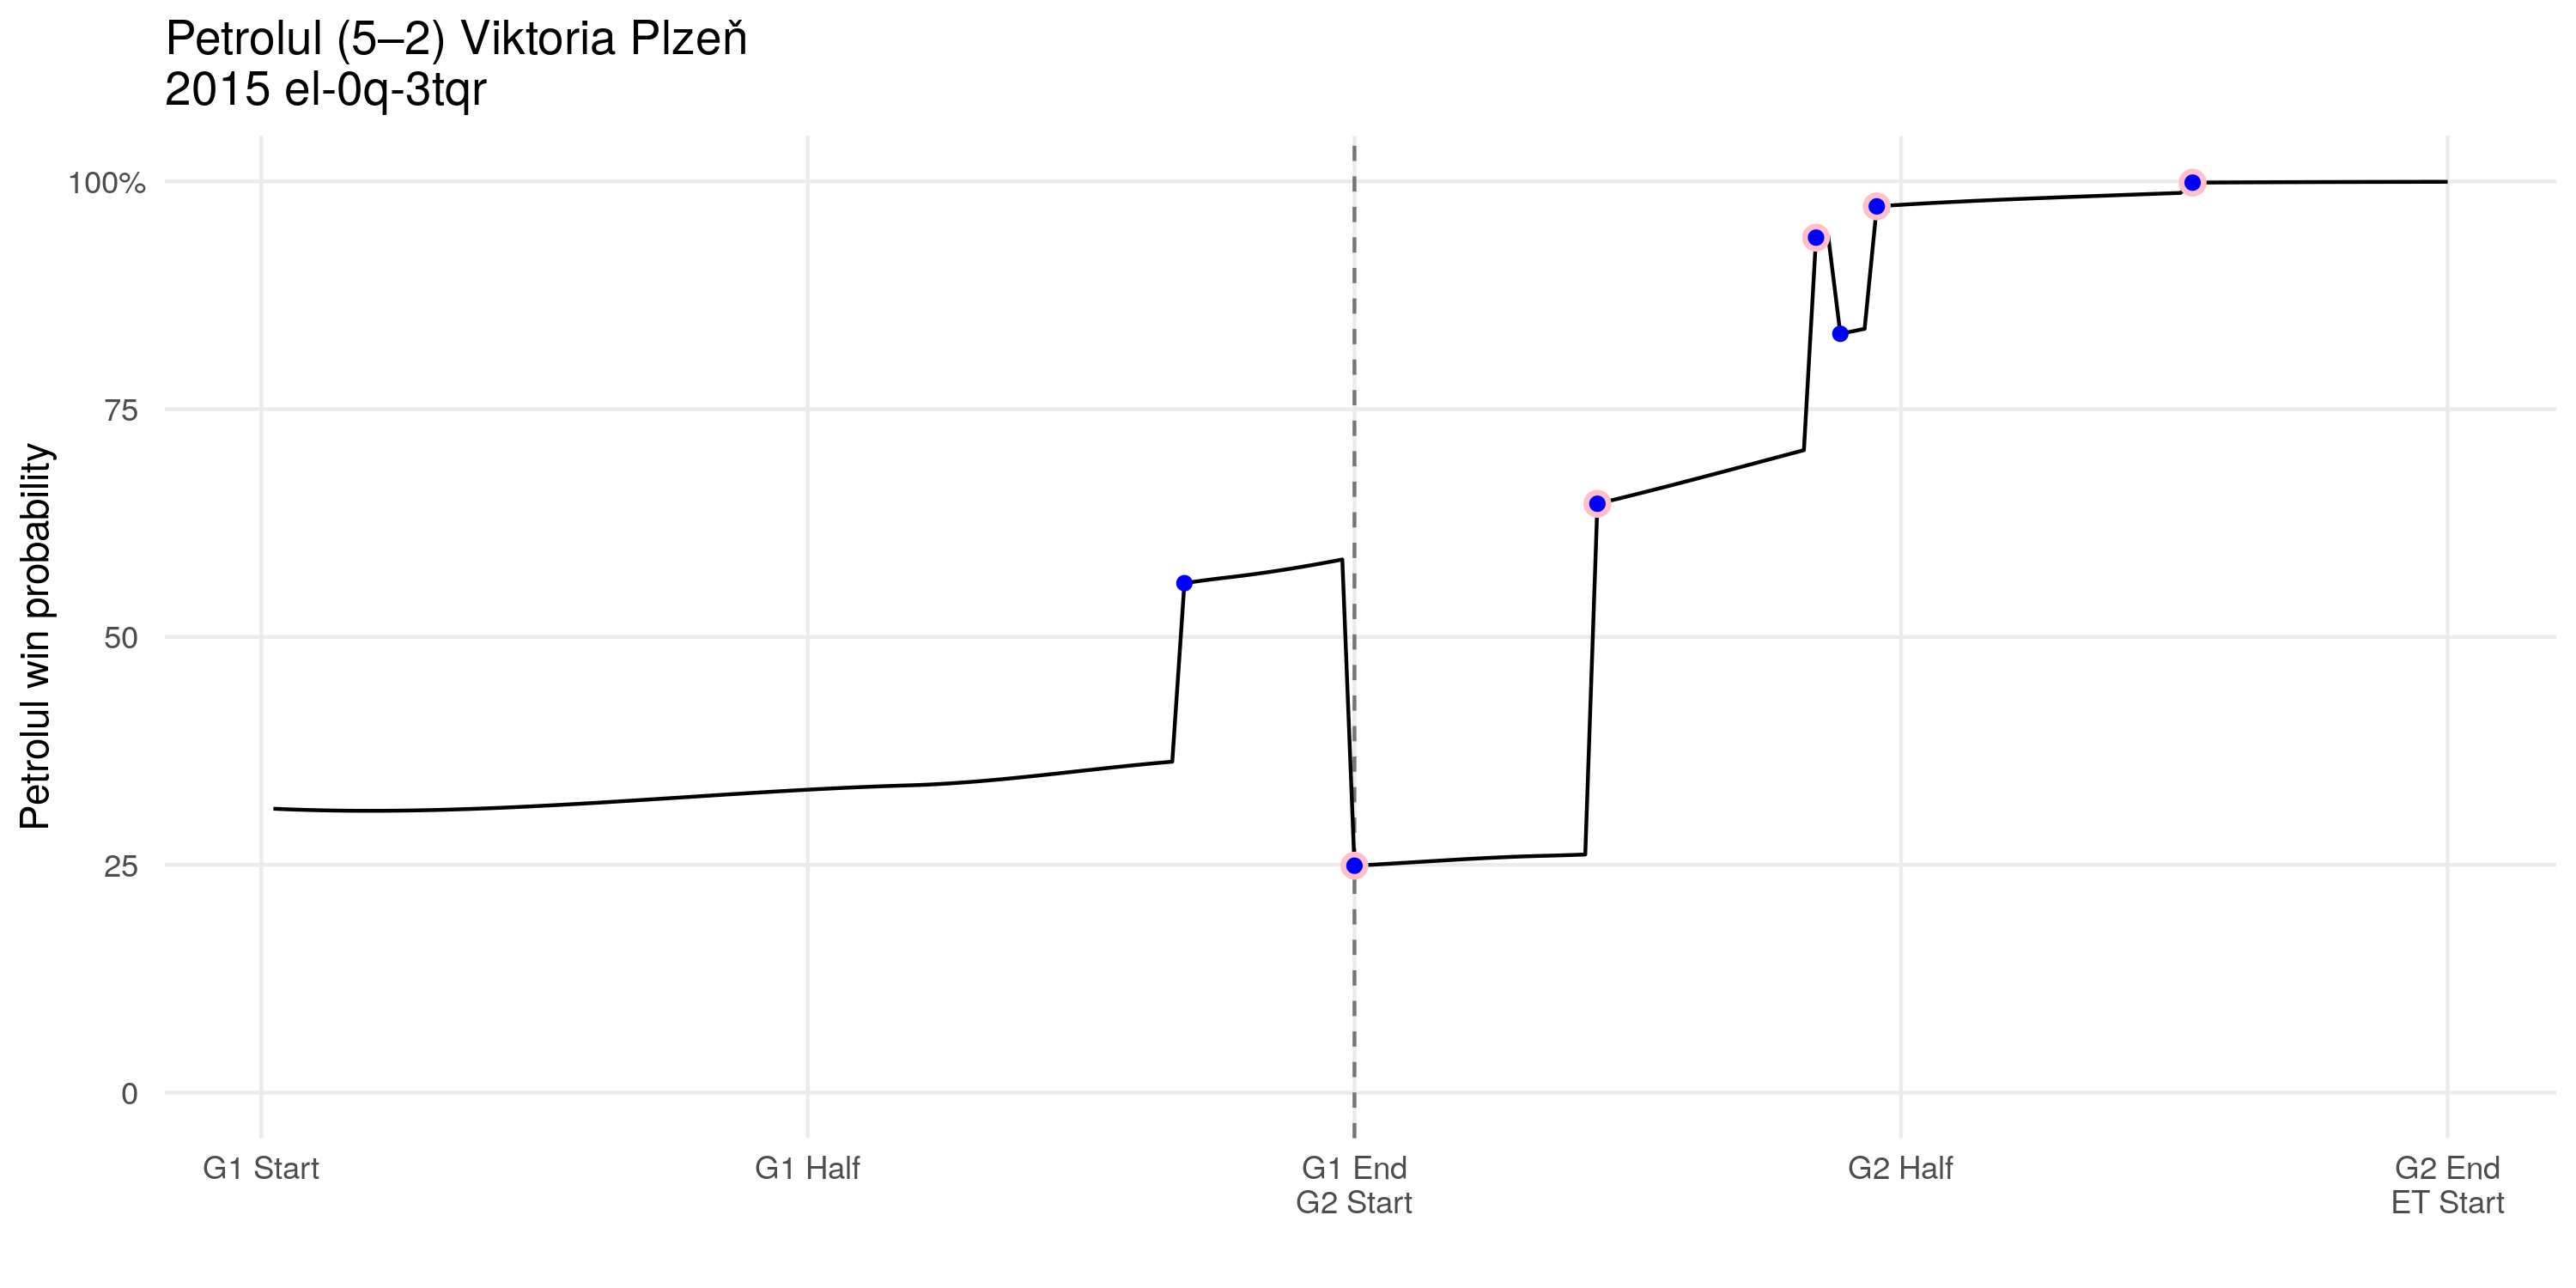 Petrolul (5–2) Viktoria Plzeň
2015 el-0q-3tqr
Petrolul win probability
100%
75
50
25
0
G1 Start
G1 Half
G1 End
G2 Start
G2 Half
G2 End
ET Start